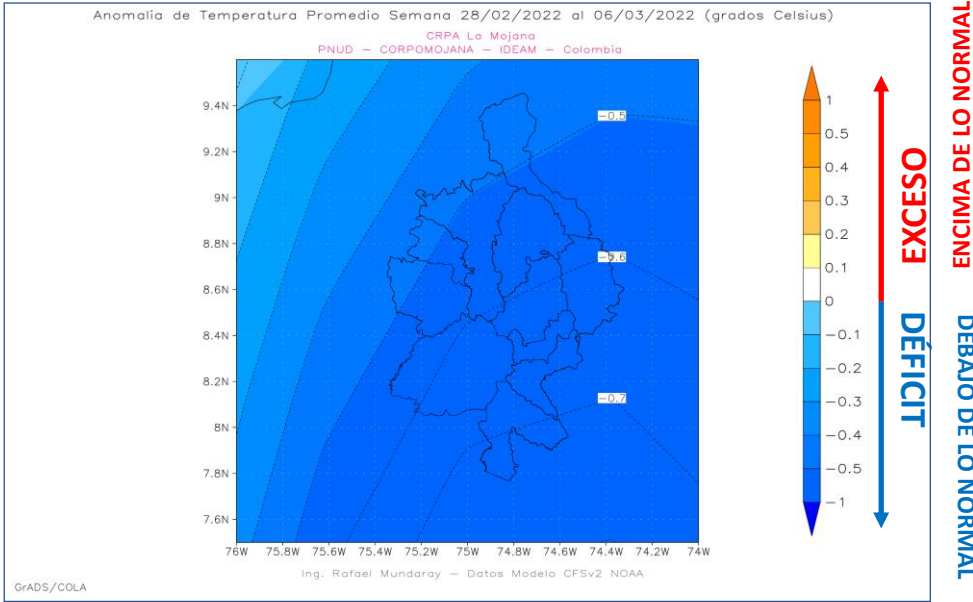 Anomalia de Temperatura Promedio Semana 28/02/2022 al 06/03/2022 (grados Celsius)
CRPA La Mojana
PNUD – CORPOMOJANA – IDEAM – Colombia
9.4N
9.2N
9N
8.8N
8.6N
8.4N
8.2N
8N
7.8N
7.6N
76W 75.8W 75.6W 75.4W 75.2W 75W 74.8W 74.6W 74.4W 74.2W 74W
−0.5
−0.6
−0.7
1
0.5
0.4
0.3
0.2
0.1
0
−0.1
−0.2
−0.3
−0.4
−0.5
−1
EXCESO
DÉFICIT
ENCIMA DE LO NORMAL
DEBAJO DE LO NORMAL
Ing. Rafael Mundaray – Datos Modelo CFSv2 NOAA
GrADS/COLA